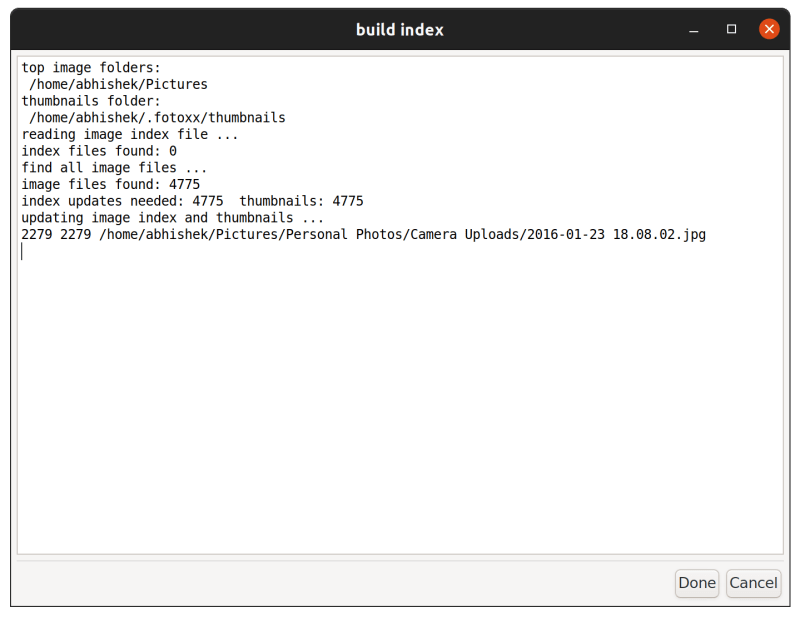 build index
top image folders:
/home/abhishek/Pictures
thumbnails folder:
/home/abhishek/.fotoxx/thumbnails
reading image index file ...
index files found: 0
find all image files ...
image files found: 4775
index updates needed: 4775  thumbnails: 4775
updating image index and thumbnails ...
2279 2279 /home/abhishek/Pictures/Personal Photos/Camera Uploads/2016-01-23 18.08.02.jpg
Done Cancel